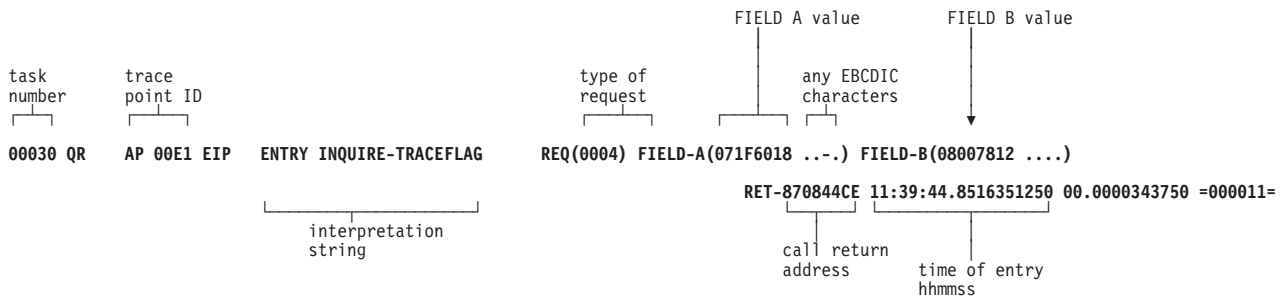 FIELD A value FIELD B value
task trace type of any EBCDIC
number point ID request characters
00030 QR AP 00E1 EIP ENTRY INQUIRE-TRACEFLAG REQ(0004) FIELD-A(071F6018 ..-.) FIELD-B(08007812 ....)
RET-870844CE 11:39:44.8516351250 00.0000343750 =000011=
interpretation
string
call return
address time of entry
hhmmss